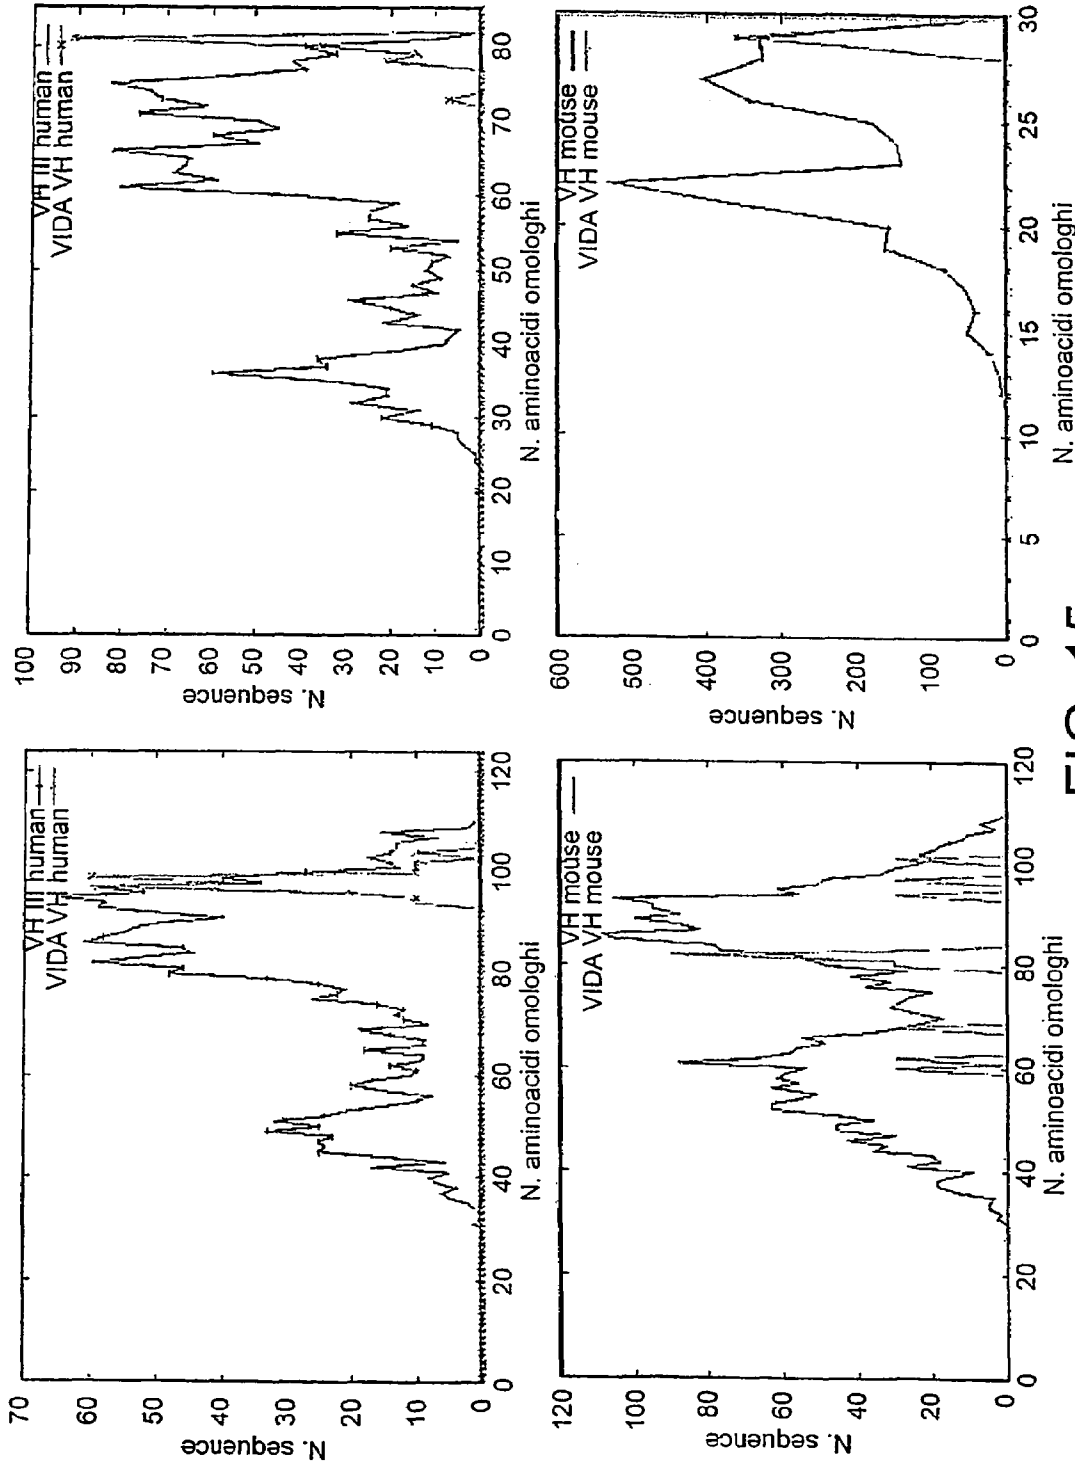 70
60
50
40
30
20
10
0
N. sequence
VH III human
VIDA VH human
0 20 40 60 80 100 120
N. aminoacidi omologhi
100
90
80
70
60
50
40
30
20
10
0
N. sequence
VH III human
VIDA VH human
0 10 20 30 40 50 60 70 80
N. aminoacidi omologhi
120
100
80
60
40
20
0
N. sequence
VH mouse
VIDA VH mouse
0 20 40 60 80 100 120
N. aminoacidi oimologhi
600
500
400
300
200
100
0
N. sequence
VH mouse
VIDA VH mouse
0 5 10 15 20 25 30
N. aminoacidi omologhi
FIG. 15